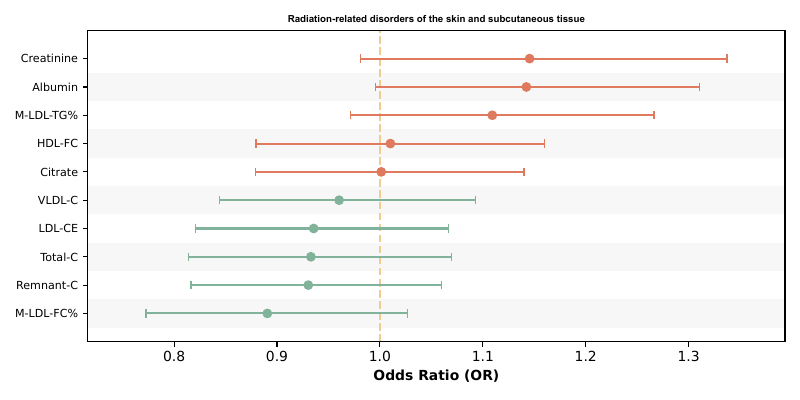 Radiation-related disorders of the skin and subcutaneous tissue
Creatinine
Albumin
M-LDL-TG%
HDL-FC
Citrate
VLDL-C
LDL-CE
Total-C
Remnant-C
M-LDL-FC%
0.8 0.9 1.0 1.1 1.2 1.3
Odds Ratio (OR)